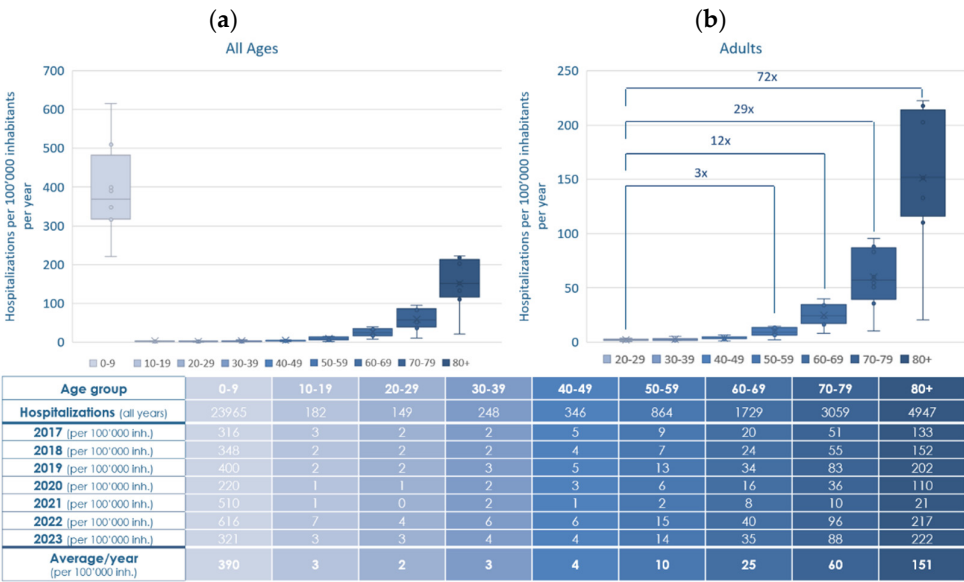 (a)
All Ages
Hospitalizations per 100'000 inhabitants
per year
700
600
500
400
300
200
100
0
0-9 10-19 20-29 30-39 40-49 50-59 60-69 70-79 80+
(b)
Adults
Hospitalizations per 100'000 inhabitants
per year
250
200
150
100
50
0
72x
29x
12x
3x
20-29 30-39 40-49 50-59 60-69 70-79 80+
Age group 0-9 10-19 20-29 30-39 40-49 50-59 60-69 70-79 80+
Hospitalizations (all years) 23965 182 149 248 346 864 1729 3059 4947
2017 (per 100'000 inh.) 316 3 2 2 5 9 20 51 133
2018 (per 100'000 inh.) 348 2 2 2 4 7 24 55 152
2019 (per 100'000 inh.) 400 2 2 3 5 13 34 83 202
2020 (per 100'000 inh.) 220 1 1 2 3 6 16 36 110
2021 (per 100'000 inh.) 510 1 0 2 1 2 8 10 21
2022 (per 100'000 inh.) 616 7 4 6 6 15 40 96 217
2023 (per 100'000 inh.) 321 3 3 4 4 14 35 88 222
Average/year
(per 100'000 inh.) 390 3 2 3 4 10 25 60 151